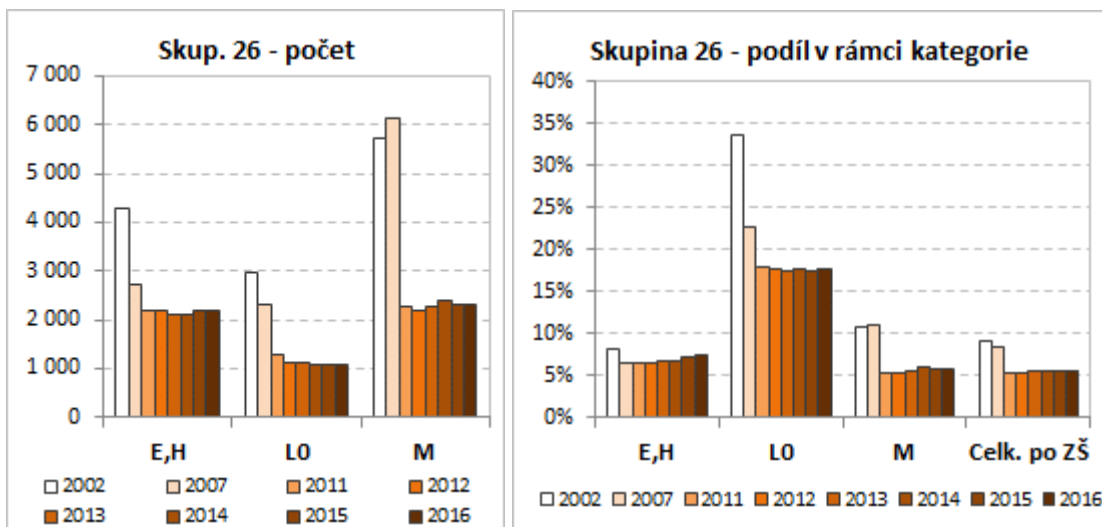 Skup. 26 - počet
7 000
6 000
5 000
4 000
3 000
2 000
1 000
0
E,H L0 M
2002 2007 2011 2012
2013 2014 2015 2016
Skupina 26 - podíl v rámci kategorie
40%
35%
30%
25%
20%
15%
10%
5%
0%
E,H L0 M Celk. po ZŠ
2002 2007 2011 2012 2013 2014 2015 2016